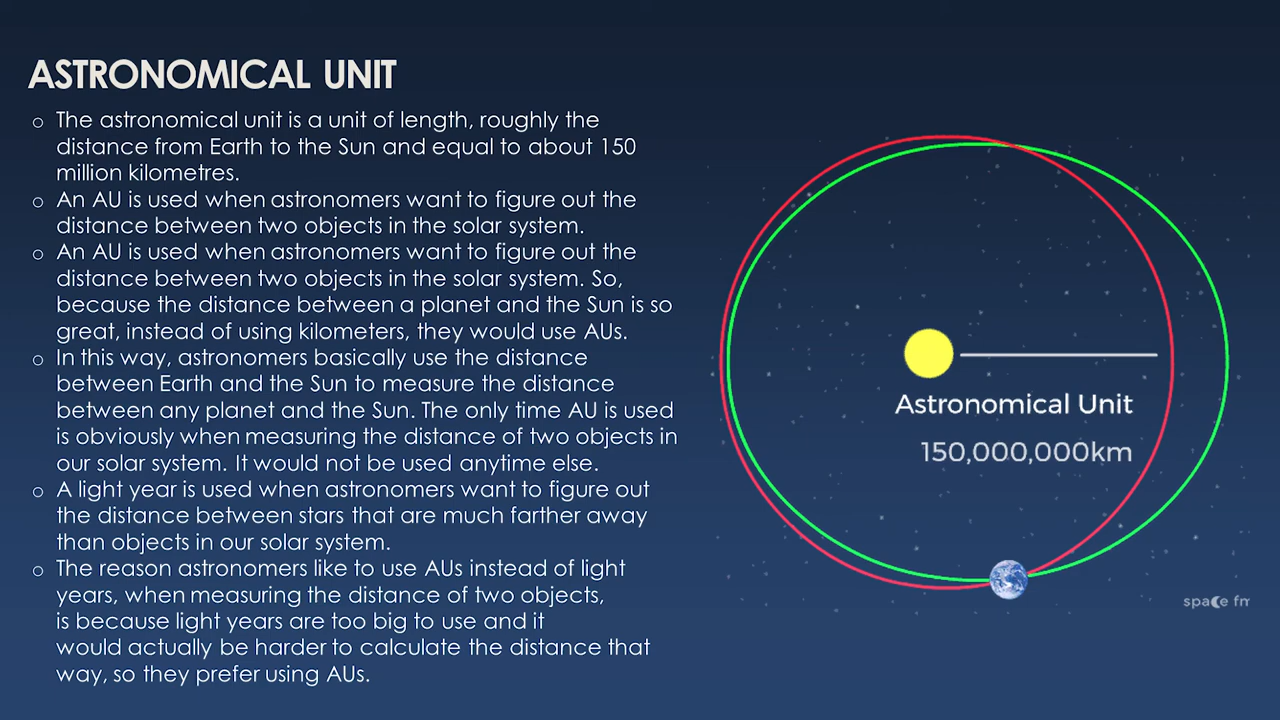 ASTRONOMICAL UNIT
o The astronomical unit is a unit of length, roughly the
distance from Earth to the Sun and equal to about 150
million kilometres.
o An AU is used when astronomers want to figure out the
distance between two objects in the solar system.
o An AU is used when astronomers want to figure out the
distance between two objects in the solar system. So,
because the distance between a planet and the Sun is so
great, instead of using kilometers, they would use AUs.
o In this way, astronomers basically use the distance
between Earth and the Sun to measure the distance
between any planet and the Sun. The only time AU is used
is obviously when measuring the distance of two objects in
our solar system. It would not be used anytime else.
o A light year is used when astronomers want to figure out
the distance between stars that are much farther away
than objects in our solar system.
o The reason astronomers like to use AUs instead of light
years, when measuring the distance of two objects,
is because light years are too big to use and it
would actually be harder to calculate the distance that
way, so they prefer using AUs.
Astronomical Unit
150,000,000km
space fm